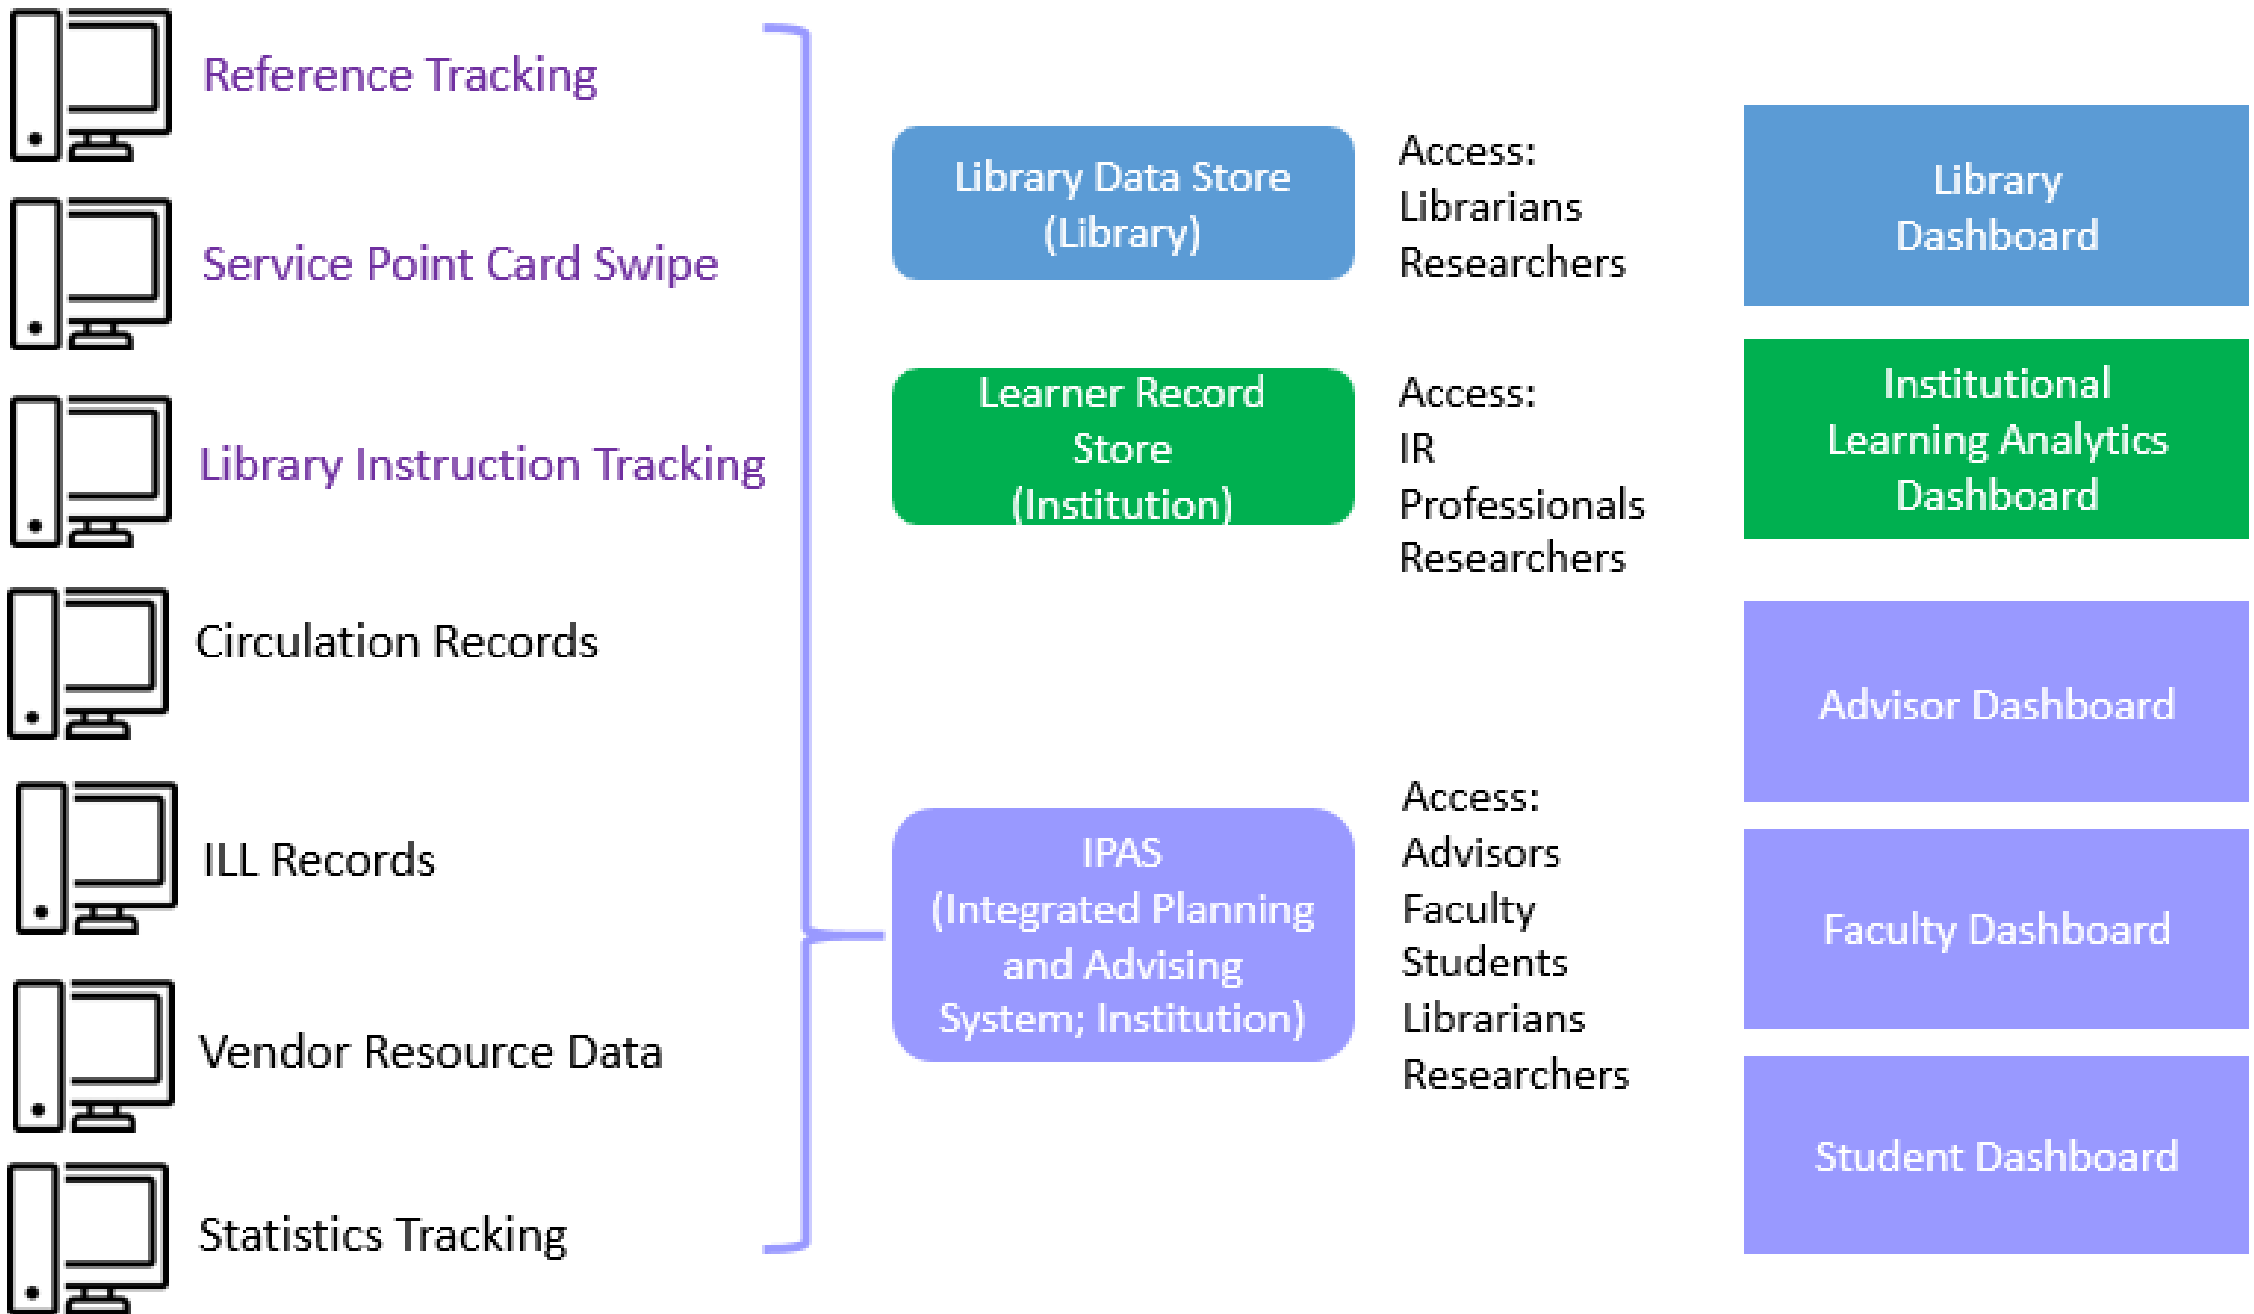 Reference Tracking
Service Point Card Swipe
Library Instruction Tracking
Circulation Records
ILL Records
Vendor Resource Data
Statistics Tracking
Library Data Store
(Library)
Access:
Librarians
Researchers
Learner Record
Store
(Institution)
Access:
IR
Professionals
Researchers
IPAS
(Integrated Planning
and Advising
System; Institution)
Access:
Advisors
Faculty
Students
Librarians
Researchers
Library
Dashboard
Institutional
Learning Analytics
Dashboard
Advisor Dashboard
Faculty Dashboard
Student Dashboard